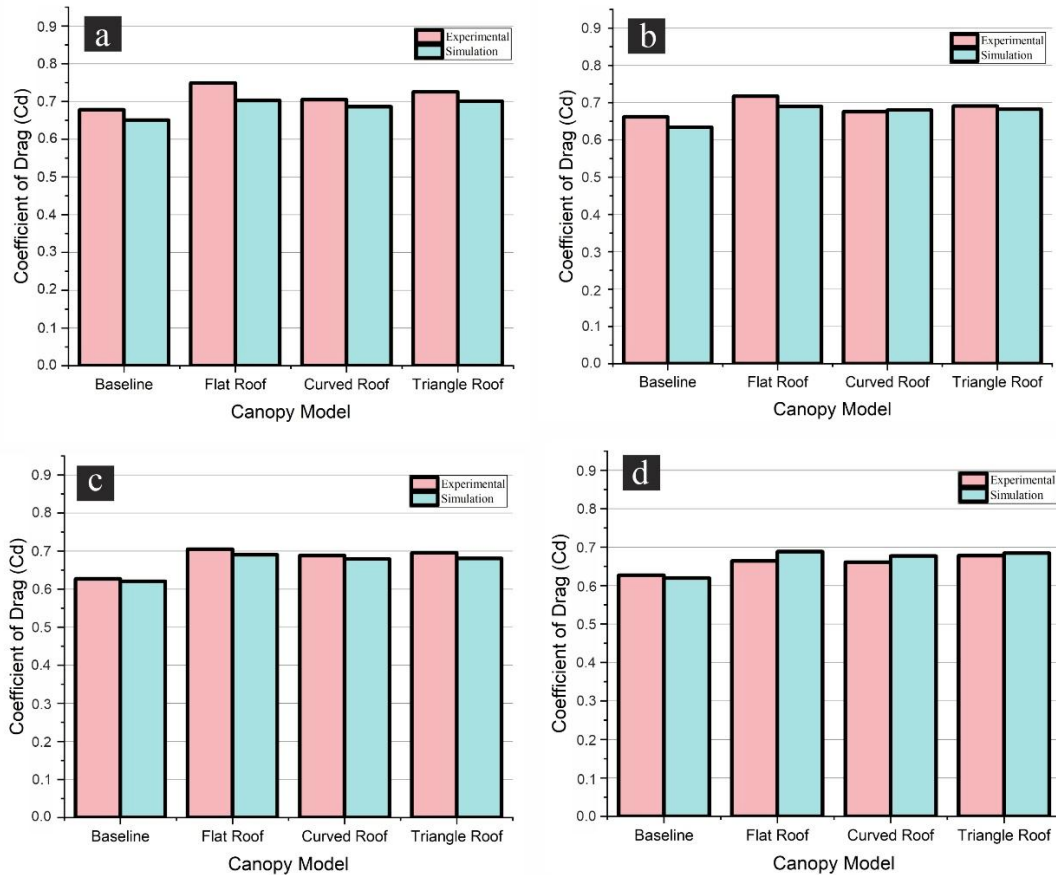 a
Experimental
Simulation
Coefficient of Drag (Cd)
0.9
0.8
0.7
0.6
0.5
0.4
0.3
0.2
0.1
0.0
Baseline Flat Roof Curved Roof Triangle Roof
Canopy Model
b
Experimental
Simulation
Coefficient of Drag (Cd)
0.9
0.8
0.7
0.6
0.5
0.4
0.3
0.2
0.1
0.0
Baseline Flat Roof Curved Roof Triangle Roof
Canopy Model
c
Experimental
Simulation
Coefficient of Drag (Cd)
0.9
0.8
0.7
0.6
0.5
0.4
0.3
0.2
0.1
0.0
Baseline Flat Roof Curved Roof Triangle Roof
Canopy Model
d
Experimental
Simulation
Coefficient of Drag (Cd)
0.9
0.8
0.7
0.6
0.5
0.4
0.3
0.2
0.1
0.0
Baseline Flat Roof Curved Roof Triangle Roof
Canopy Model